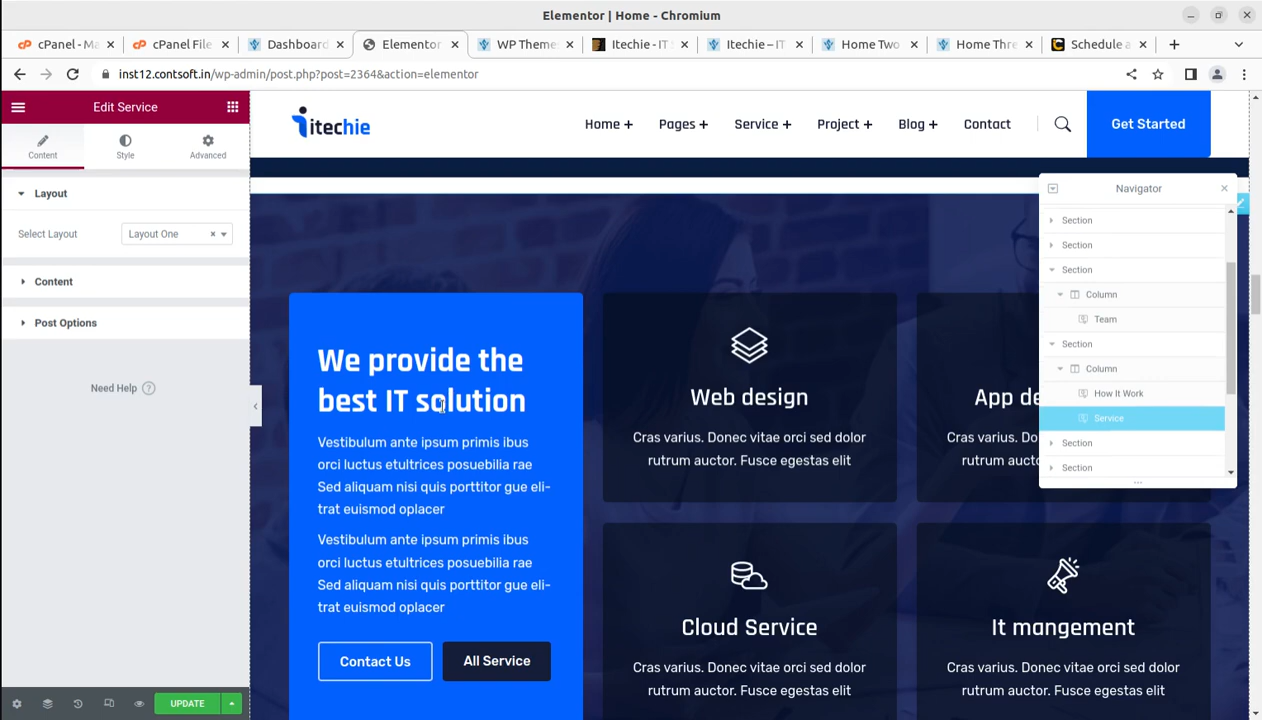 Elementor | Home - Chromium
cPanel - Ma
cPanel File
Dashboard
Elementor
WP Theme
Itechie - IT S
Itechie – IT
Home Two
Home Thre
Schedule a
inst12.contsoft.in/wp-admin/post.php?post=2364&action=elementor
Edit Service
Content
Style
Advanced
Layout
Select Layout
Layout One
Content
Post Options
Need Help
UPDATE
itechie
Home +
Pages +
Service +
Project +
Blog +
Contact
Get Started
We provide the
best IT solution
Vestibulum ante ipsum primis ibus
orci luctus etultrices posuebilia rae
Sed aliquam nisi quis porttitor gue eli-
trat euismod oplacer
Vestibulum ante ipsum primis ibus
orci luctus etultrices posuebilia rae
Sed aliquam nisi quis porttitor gue eli-
trat euismod oplacer
Contact Us
All Service
Web design
Cras varius. Donec vitae orci sed dolor
rutrum auctor. Fusce egestas elit
App de
Cras va
rutrum aucto
Cloud Service
Cras varius. Donec vitae orci sed dolor
rutrum auctor. Fusce egestas elit
It mangement
Cras varius. Donec vitae orci sed dolor
rutrum auctor. Fusce egestas elit
Navigator
Section
Section
Section
Column
Team
Section
Column
How It Work
Service
Section
Section